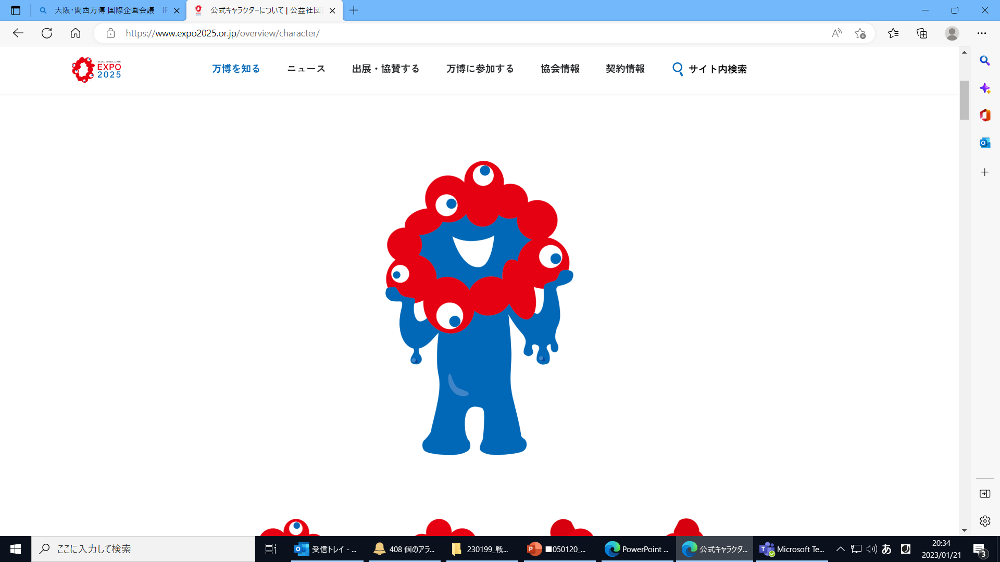 大阪・関西万博 国際企画会議 IP
公式キャラクターについて | 公益社団
https://www.expo2025.or.jp/overview/character/
OSAKA, KANSAI, JAPAN
EXPO
2025
万博を知る
ニュース
出展・協賛する
万博に参加する
協会情報
契約情報
サイト内検索
ここに入力して検索
受信トレイ - ...
408 個のアラ...
230199_戦...
■050120_...
PowerPoint ...
公式キャラクタ...
Microsoft Te...
あ
20:34
2023/01/21
3